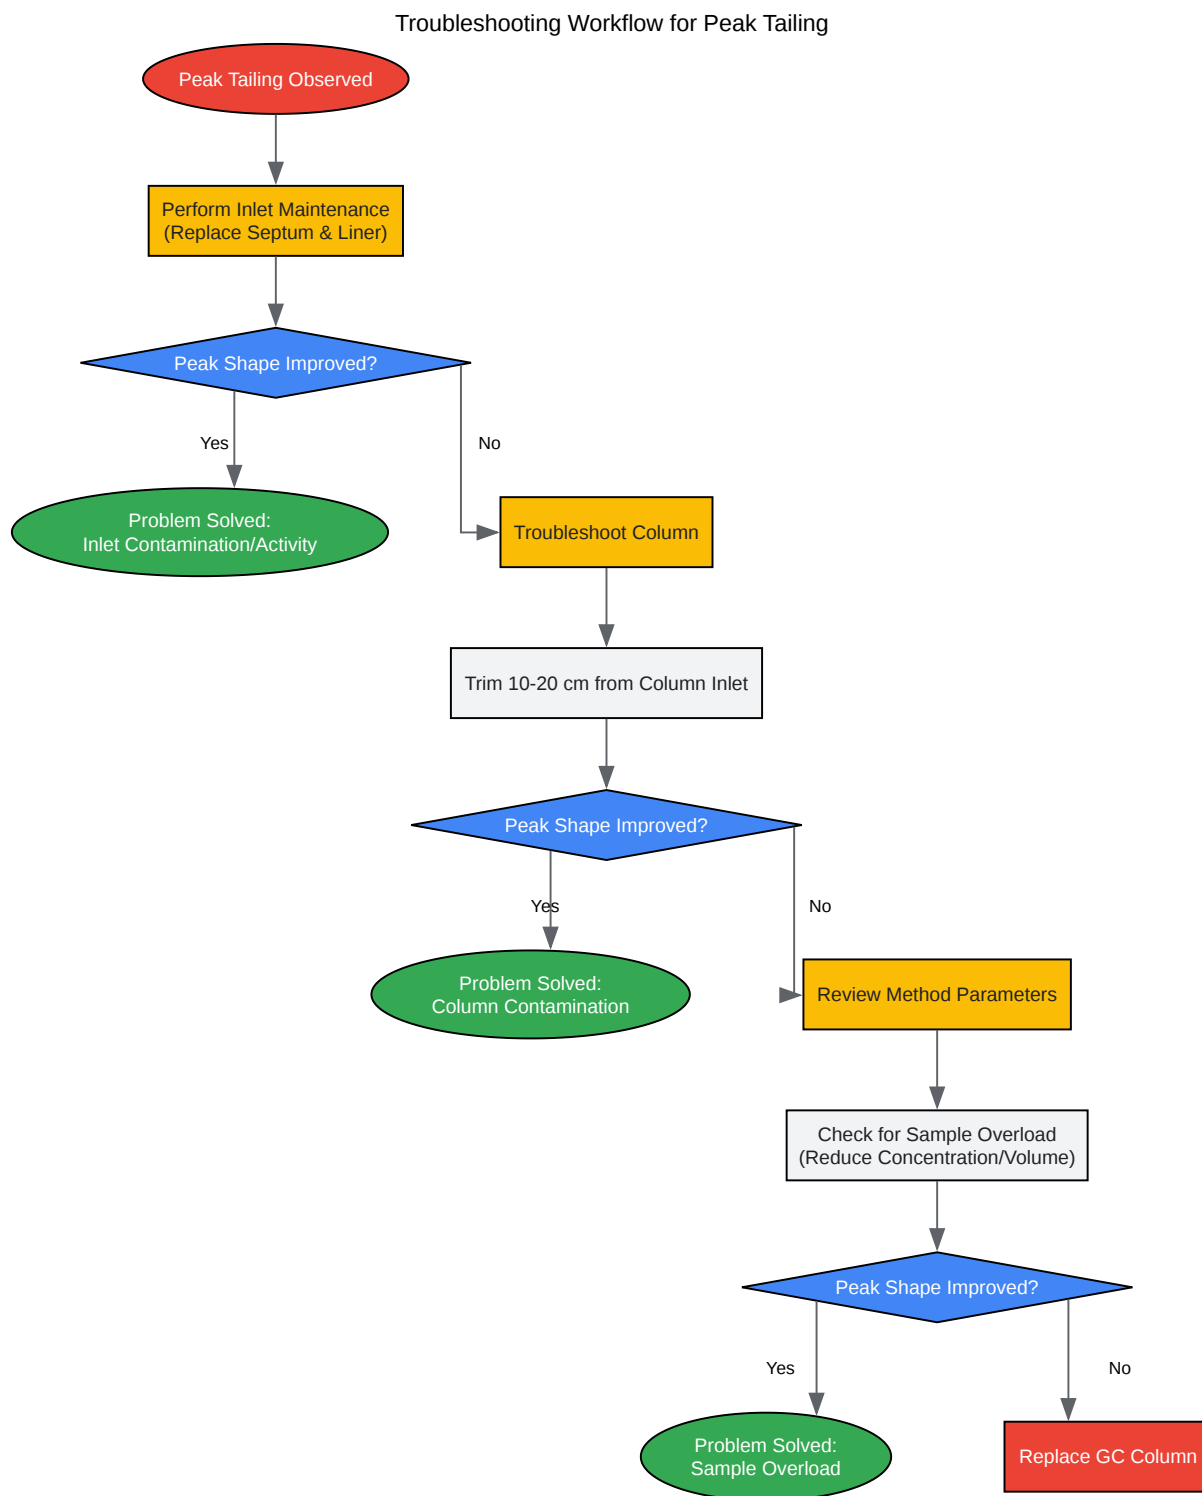 Troubleshooting Workflow for Peak Tailing
Peak Tailing Observed
Perform Inlet Maintenance
(Replace Septum & Liner)
Peak Shape Improved?
Yes
No
Problem Solved:
Inlet Contamination/Activity
Troubleshoot Column
Trim 10-20 cm from Column Inlet
Peak Shape Improved?
Yes
No
Problem Solved:
Column Contamination
Review Method Parameters
Check for Sample Overload
(Reduce Concentration/Volume)
Peak Shape Improved?
Yes
No
Problem Solved:
Sample Overload
Replace GC Column